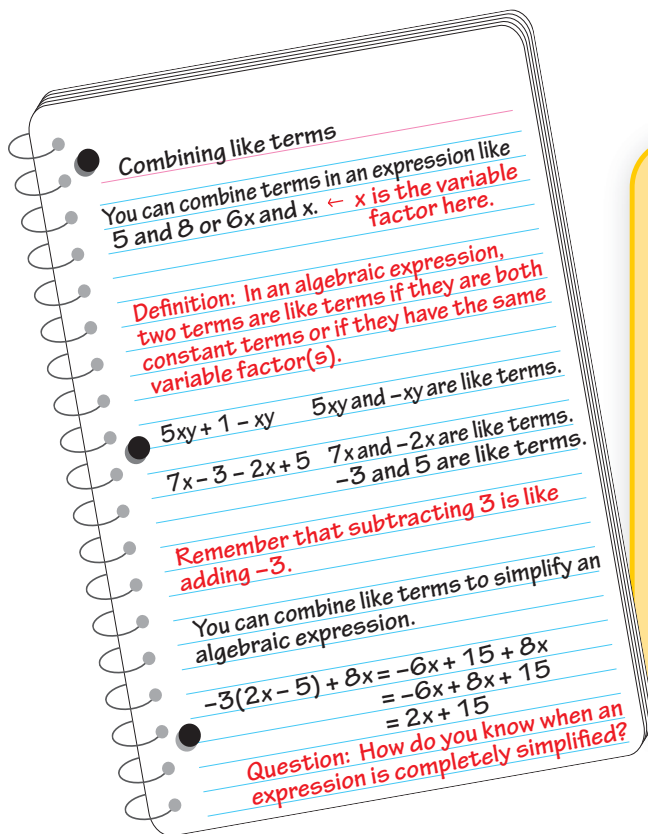 Combining like terms
You can combine terms in an expression like
5 and 8 or 6x and x. ← x is the variable
factor here.
Definition: In an algebraic expression,
two terms are like terms if they are both
constant terms or if they have the same
variable factor(s).
5xy + 1 – xy 5xy and –xy are like terms.
7x – 3 – 2x + 5 7x and –2x are like terms.
–3 and 5 are like terms.
Remember that subtracting 3 is like
adding –3.
You can combine like terms to simplify an
algebraic expression.
–3(2x – 5) + 8x = –6x + 15 + 8x
= –6x + 8x + 15
= 2x + 15
Question: How do you know when an
expression is completely simplified?